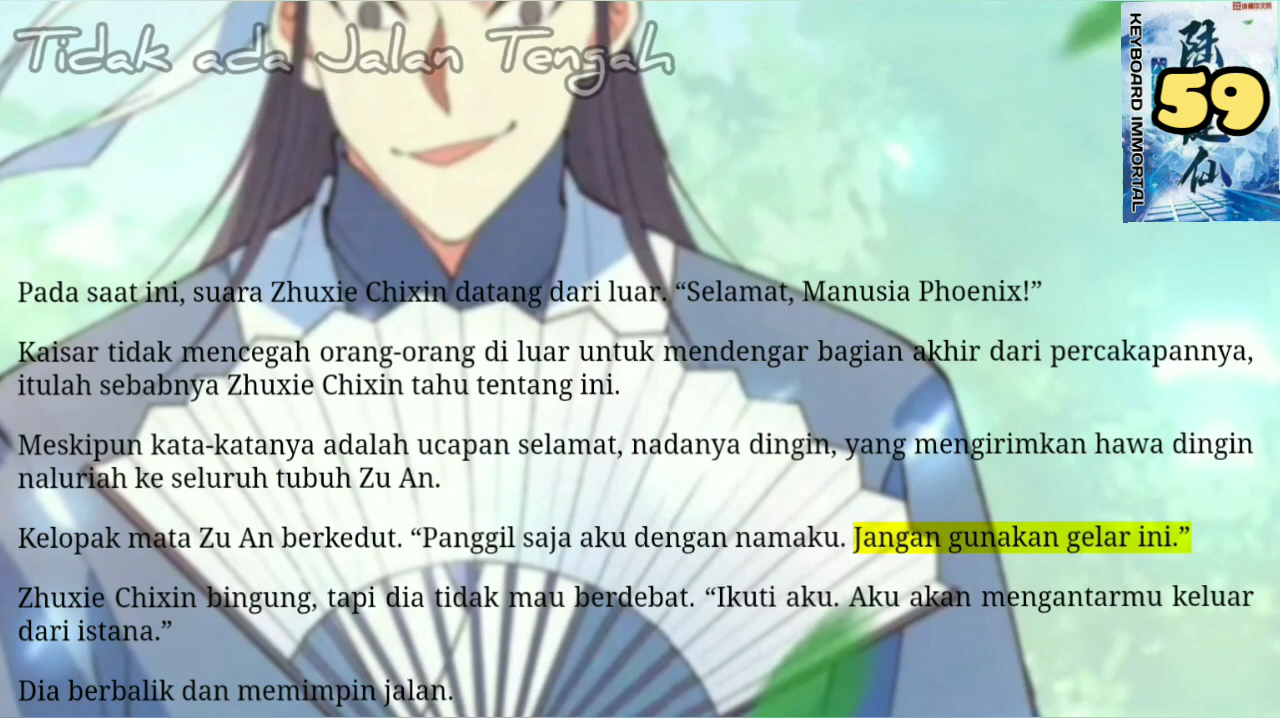 Tidak ada Jalan Tengah
KEYBOARD IMMORTAL
59
Pada saat ini, suara Zhuxie Chixin datang dari luar. “Selamat, Manusia Phoenix!”
Kaisar tidak mencegah orang-orang di luar untuk mendengar bagian akhir dari percakapannya,
itulah sebabnya Zhuxie Chixin tahu tentang ini.
Meskipun kata-katanya adalah ucapan selamat, nadanya dingin, yang mengirimkan hawa dingin
naluriah ke seluruh tubuh Zu An.
Kelopak mata Zu An berkedut. “Panggil saja aku dengan namaku. Jangan gunakan gelar ini.”
Zhuxie Chixin bingung, tapi dia tidak mau berdebat. “Ikuti aku. Aku akan mengantarmu keluar
dari istana.”
Dia berbalik dan memimpin jalan.